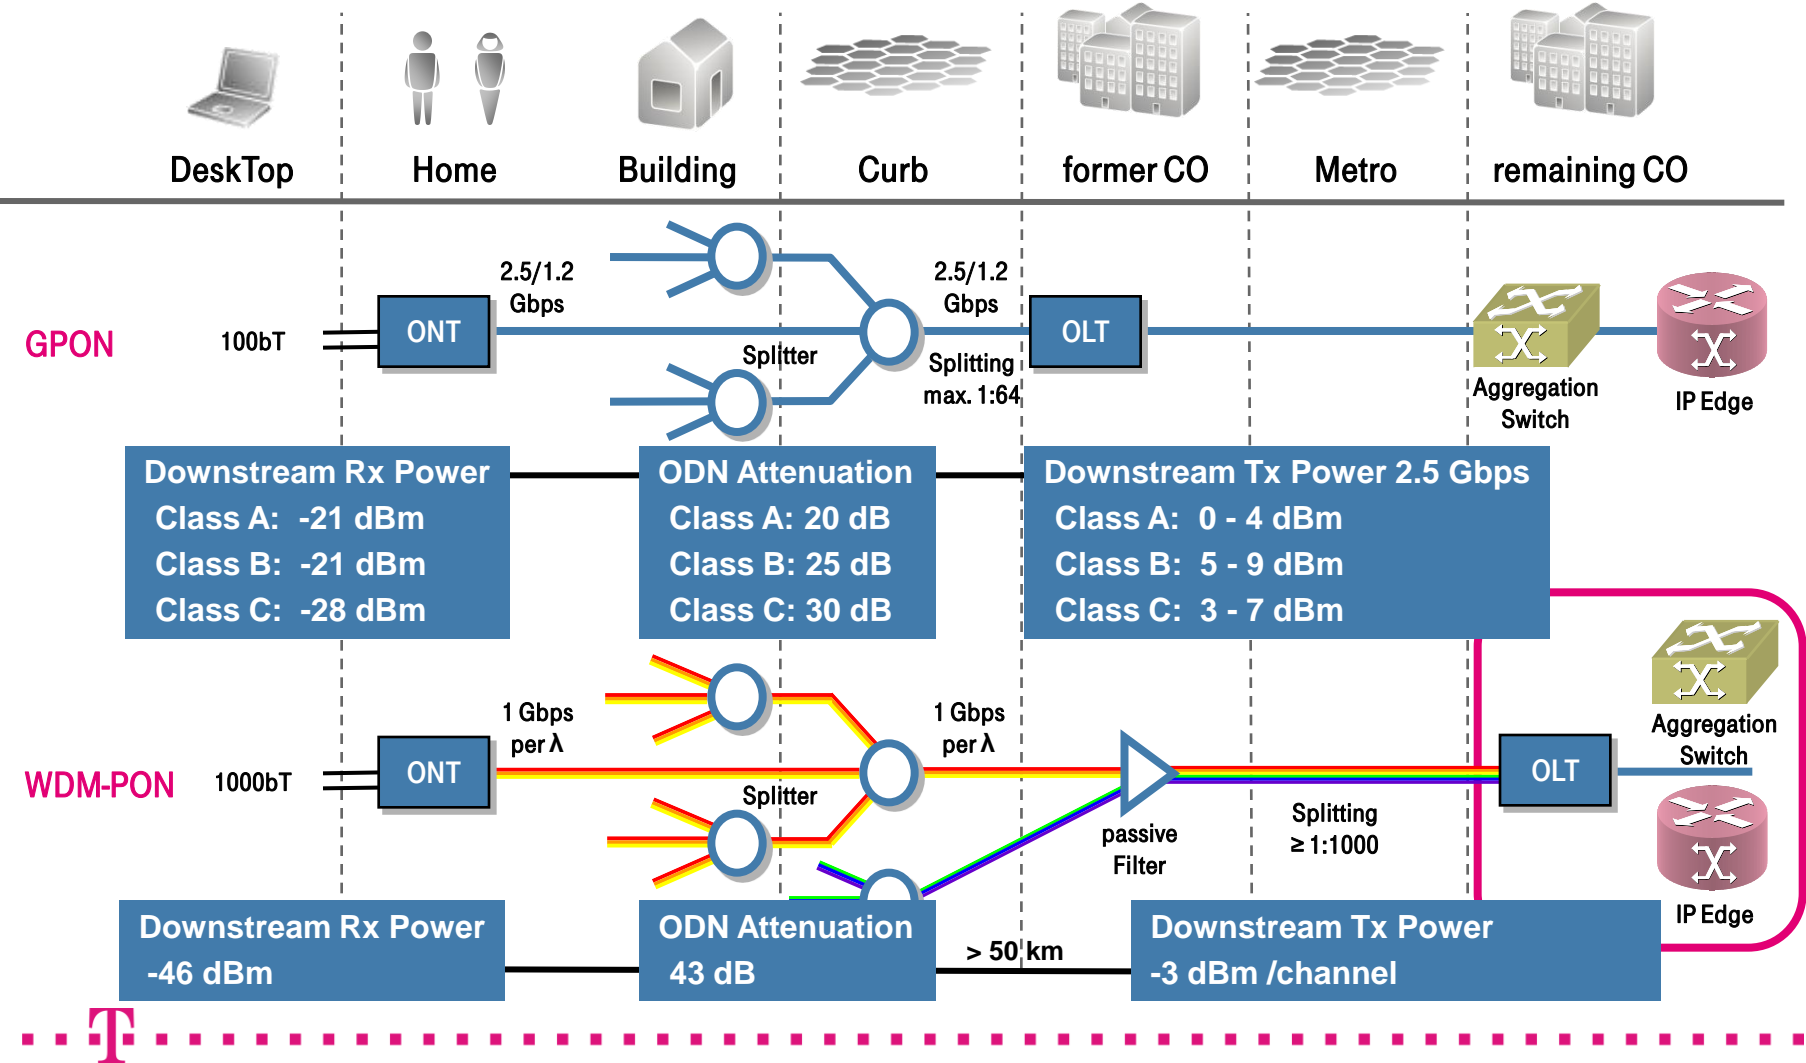 DeskTop
Home
Building
Curb
former CO
Metro
remaining CO
GPON
100bT
ONT
2.5/1.2
Gbps
Splitter
2.5/1.2
Gbps
Splitting
max. 1:64
OLT
Aggregation
Switch
IP Edge
Downstream Rx Power
Class A: -21 dBm
Class B: -21 dBm
Class C: -28 dBm
ODN Attenuation
Class A: 20 dB
Class B: 25 dB
Class C: 30 dB
Downstream Tx Power 2.5 Gbps
Class A: 0 - 4 dBm
Class B: 5 - 9 dBm
Class C: 3 - 7 dBm
WDM-PON
1000bT
ONT
1 Gbps
per λ
Splitter
1 Gbps
per λ
passive
Filter
Splitting
≥ 1:1000
OLT
Aggregation
Switch
IP Edge
Downstream Rx Power
-46 dBm
ODN Attenuation
43 dB
> 50 km
Downstream Tx Power
-3 dBm /channel
T